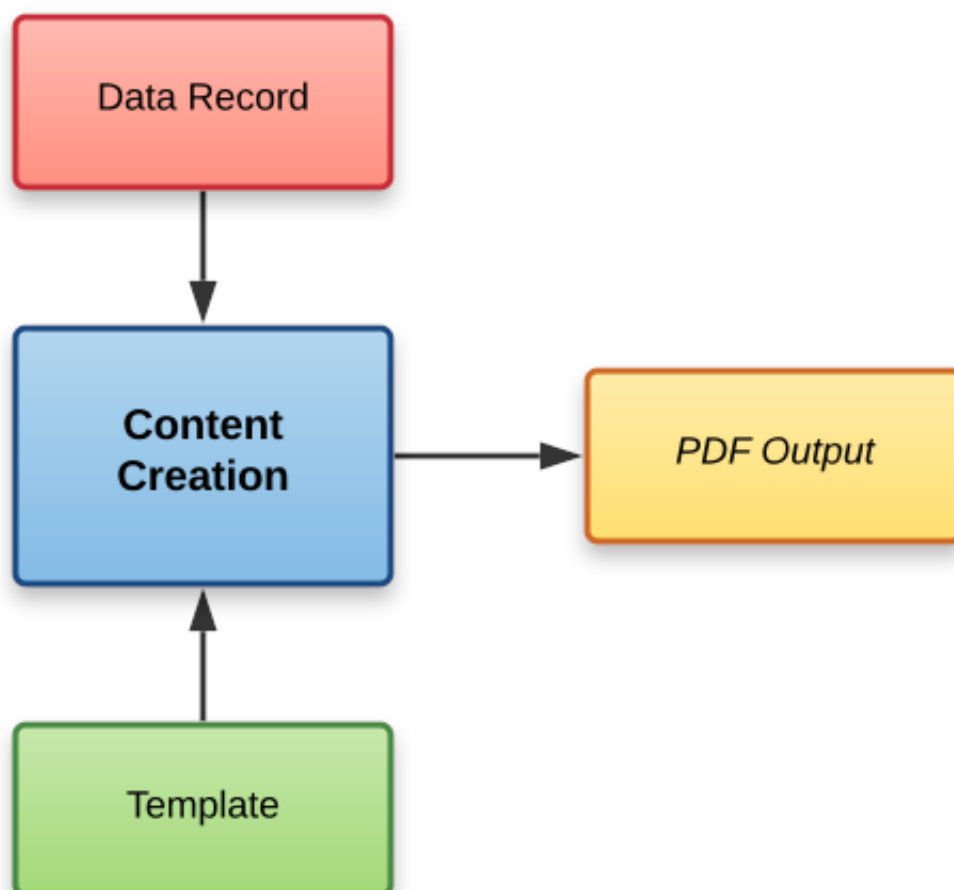 Data Record
Content
Creation
PDF Output
Template